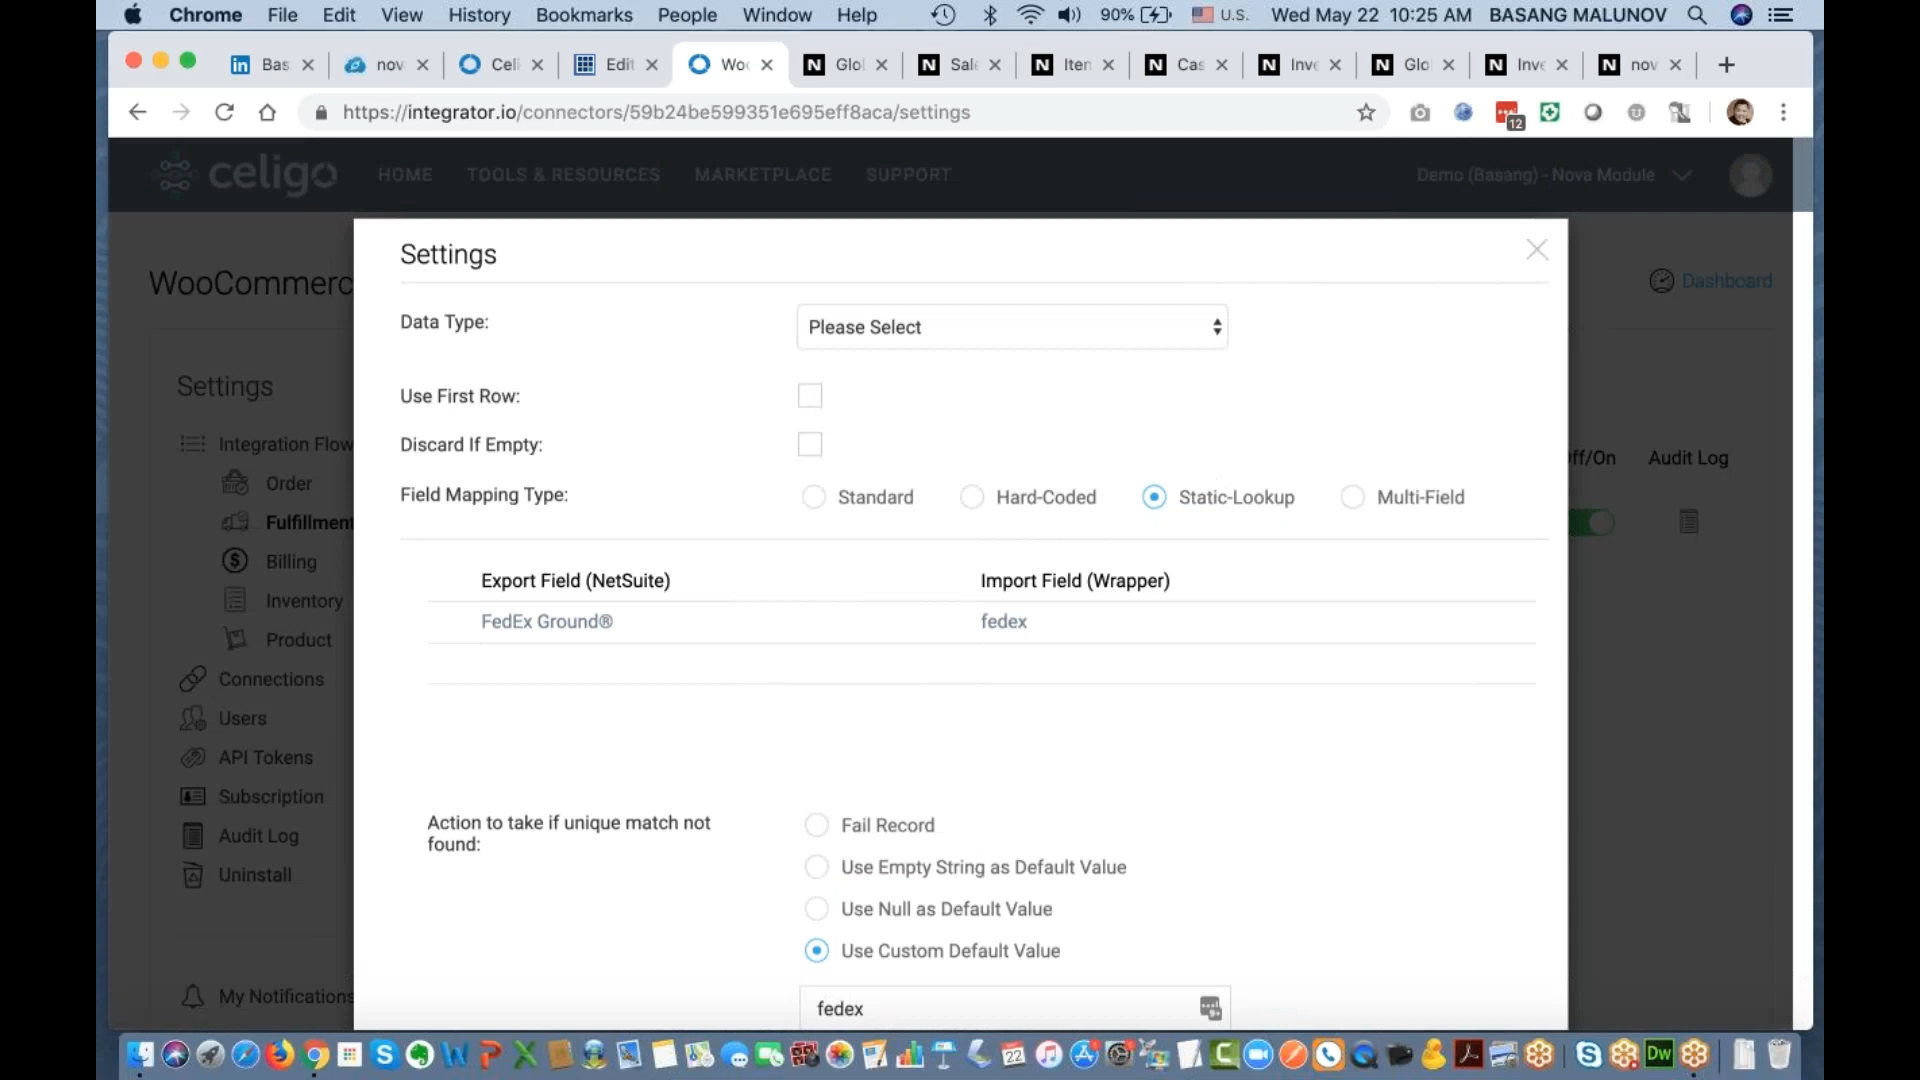 Chrome File Edit View History Bookmarks People Window Help 90% U.S. Wed May 22 10:25 AM BASANG MALUNOV
Bas nov Celi Edit Woo Glo Sale Iten Cas Inve Glo Inve nov
https://integrator.io/connectors/59b24be599351e695eff8aca/settings 12
celigo HOME TOOLS & RESOURCES MARKETPLACE SUPPORT Demo (Basang) - Nova Module
WooCommerc Dashboard
Settings
Integration Flow
Order
Fulfillment
Billing
Inventory
Product
Connections
Users
API Tokens
Subscription
Audit Log
Uninstall
My Notifications
Off/On Audit Log
Settings
Data Type: Please Select
Use First Row:
Discard If Empty:
Field Mapping Type: Standard Hard-Coded Static-Lookup Multi-Field
Export Field (NetSuite) Import Field (Wrapper)
FedEx Ground® fedex
Action to take if unique match not
found:
Fail Record
Use Empty String as Default Value
Use Null as Default Value
Use Custom Default Value
fedex
22 Dw